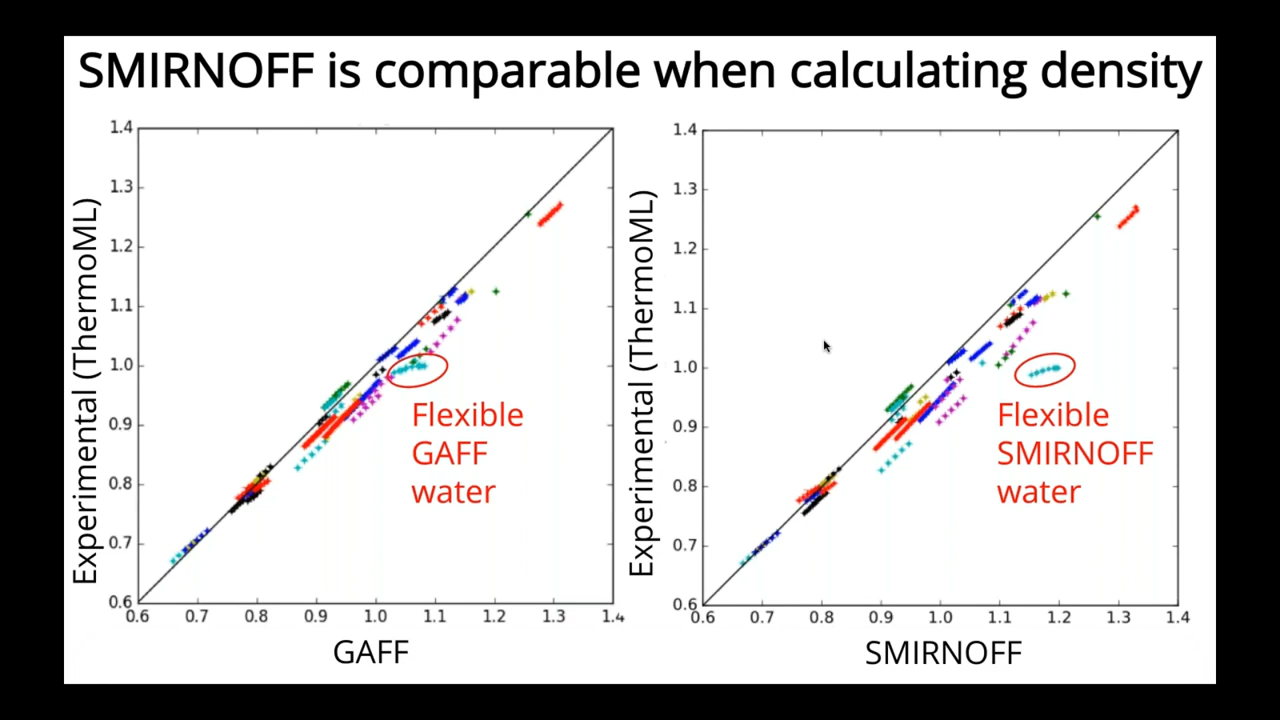 SMIRNOFF is comparable when calculating density
Experimental (ThermoML)
1.4
1.3
1.2
1.1
1.0
0.9
0.8
0.7
0.6
0.6 0.7 0.8 0.9 1.0 1.1 1.2 1.3 1.4
GAFF
Flexible
GAFF
water
Experimental (ThermoML)
1.4
1.3
1.2
1.1
1.0
0.9
0.8
0.7
0.6
0.6 0.7 0.8 0.9 1.0 1.1 1.2 1.3 1.4
SMIRNOFF
Flexible
SMIRNOFF
water